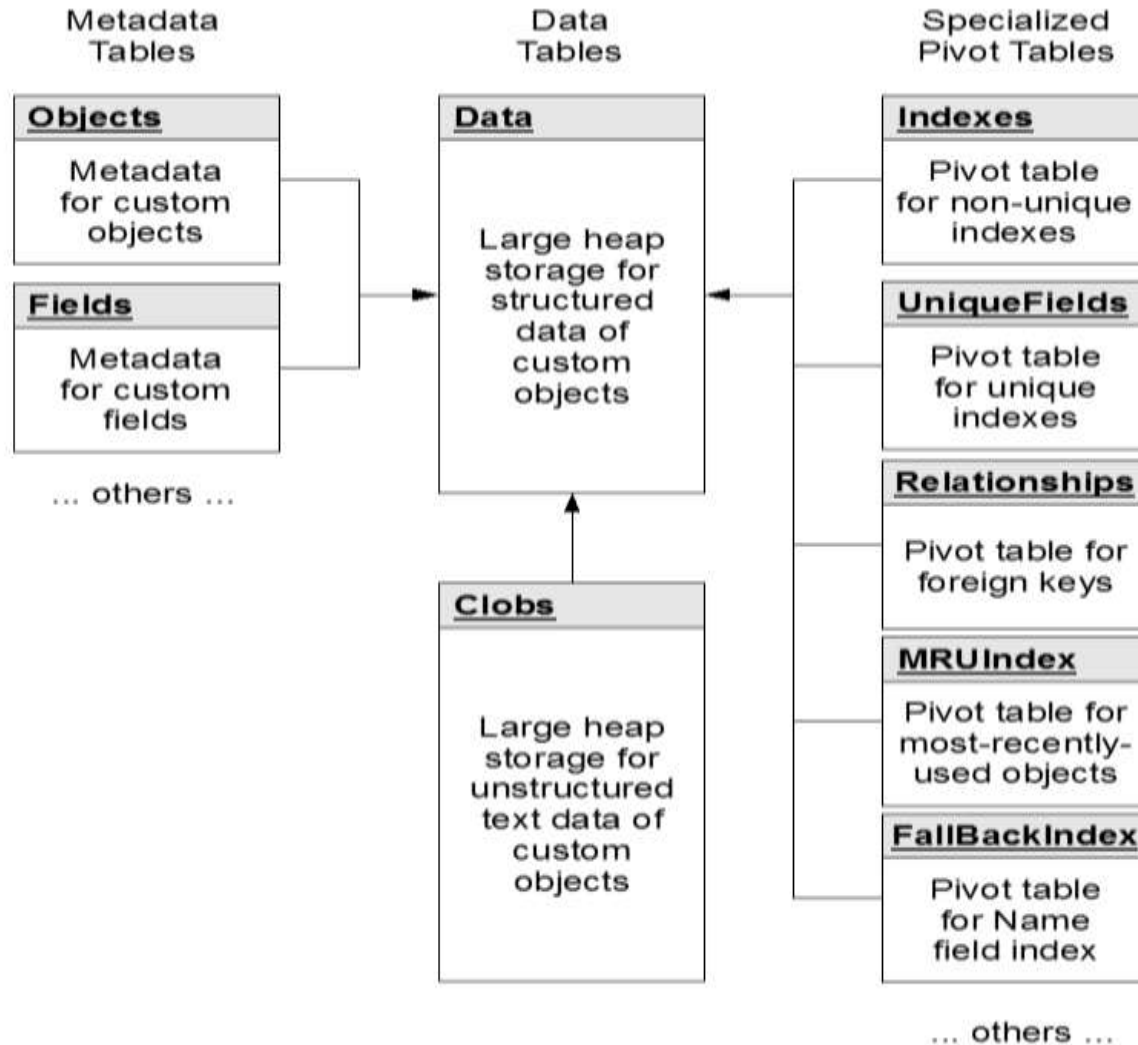 Metadata
Tables
Objects
Metadata
for custom
objects
Fields
Metadata
for custom
fields
... others ...
Data
Tables
Data
Large heap
storage for
structured
data of
custom
objects
Clobs
Large heap
storage for
unstructured
text data of
custom
objects
Specialized
Pivot Tables
Indexes
Pivot table
for non-unique
indexes
UniqueFields
Pivot table
for unique
indexes
Relationships
Pivot table for
foreign keys
MRUIndex
Pivot table for
most-recently-
used objects
FallBackIndex
Pivot table
for Name
field index
... others ...